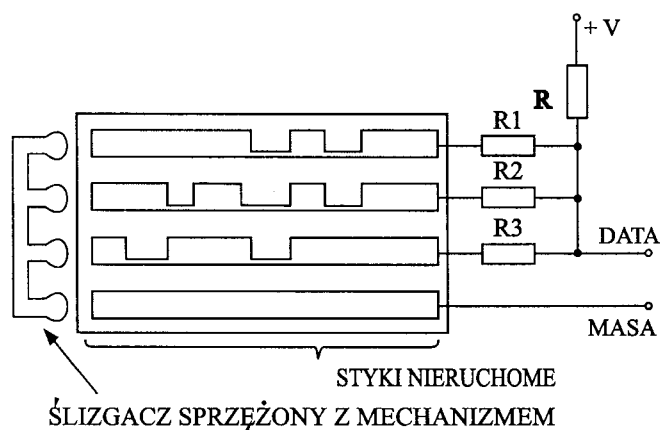 + V
R
R1
R2
R3
DATA
MASA
STYKI NIERUCHOME
ŚLIZGACZ SPRZĘŻONY Z MECHANIZMEM